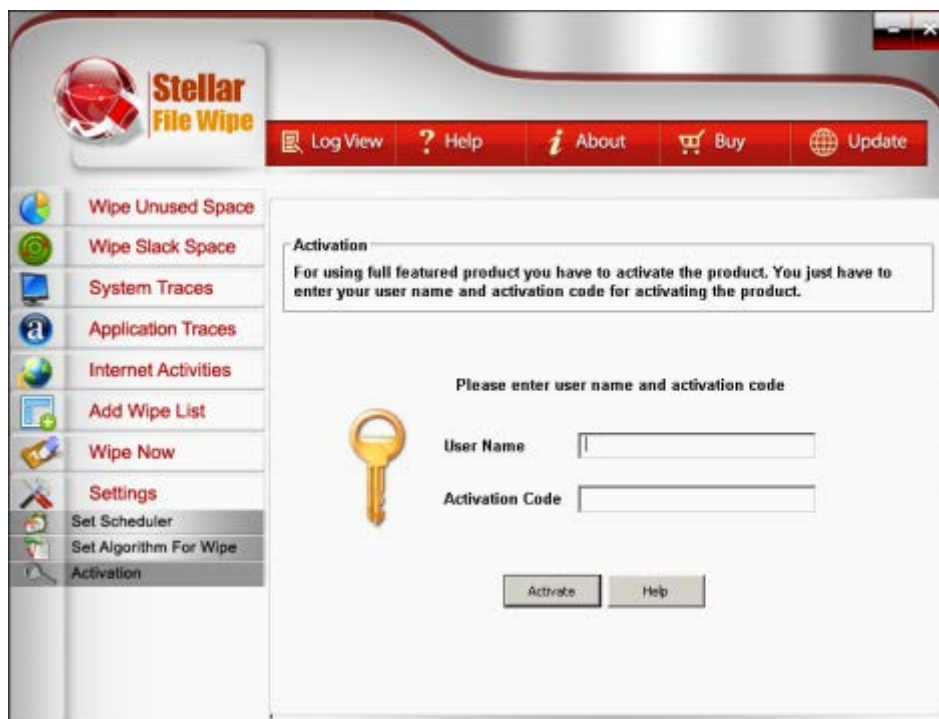 Stellar
File Wipe
Log View
? Help
i About
Buy
Update
Wipe Unused Space
Wipe Slack Space
System Traces
a
Application Traces
Internet Activities
Add Wipe List
Wipe Now
Settings
Set Scheduler
Set Algorithm For Wipe
Activation
Activation
For using full featured product you have to activate the product. You just have to
enter your user name and activation code for activating the product.
Please enter user name and activation code
User Name
Activation Code
Activate
Help